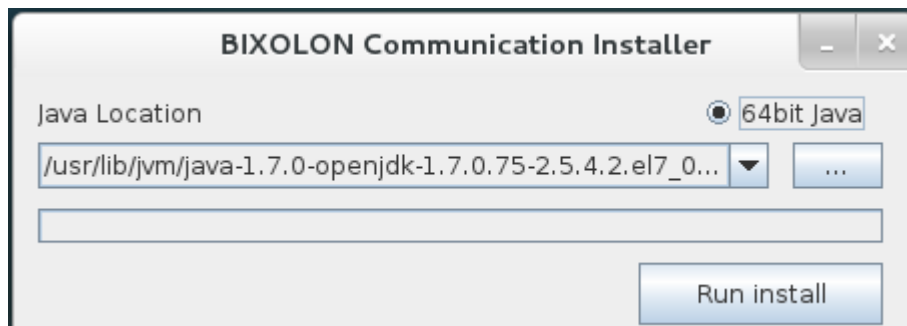 BIXOLON Communication Installer
Java Location
64bit Java
/usr/lib/jvm/java-1.7.0-openjdk-1.7.0.75-2.5.4.2.el7_0...
...
Run install